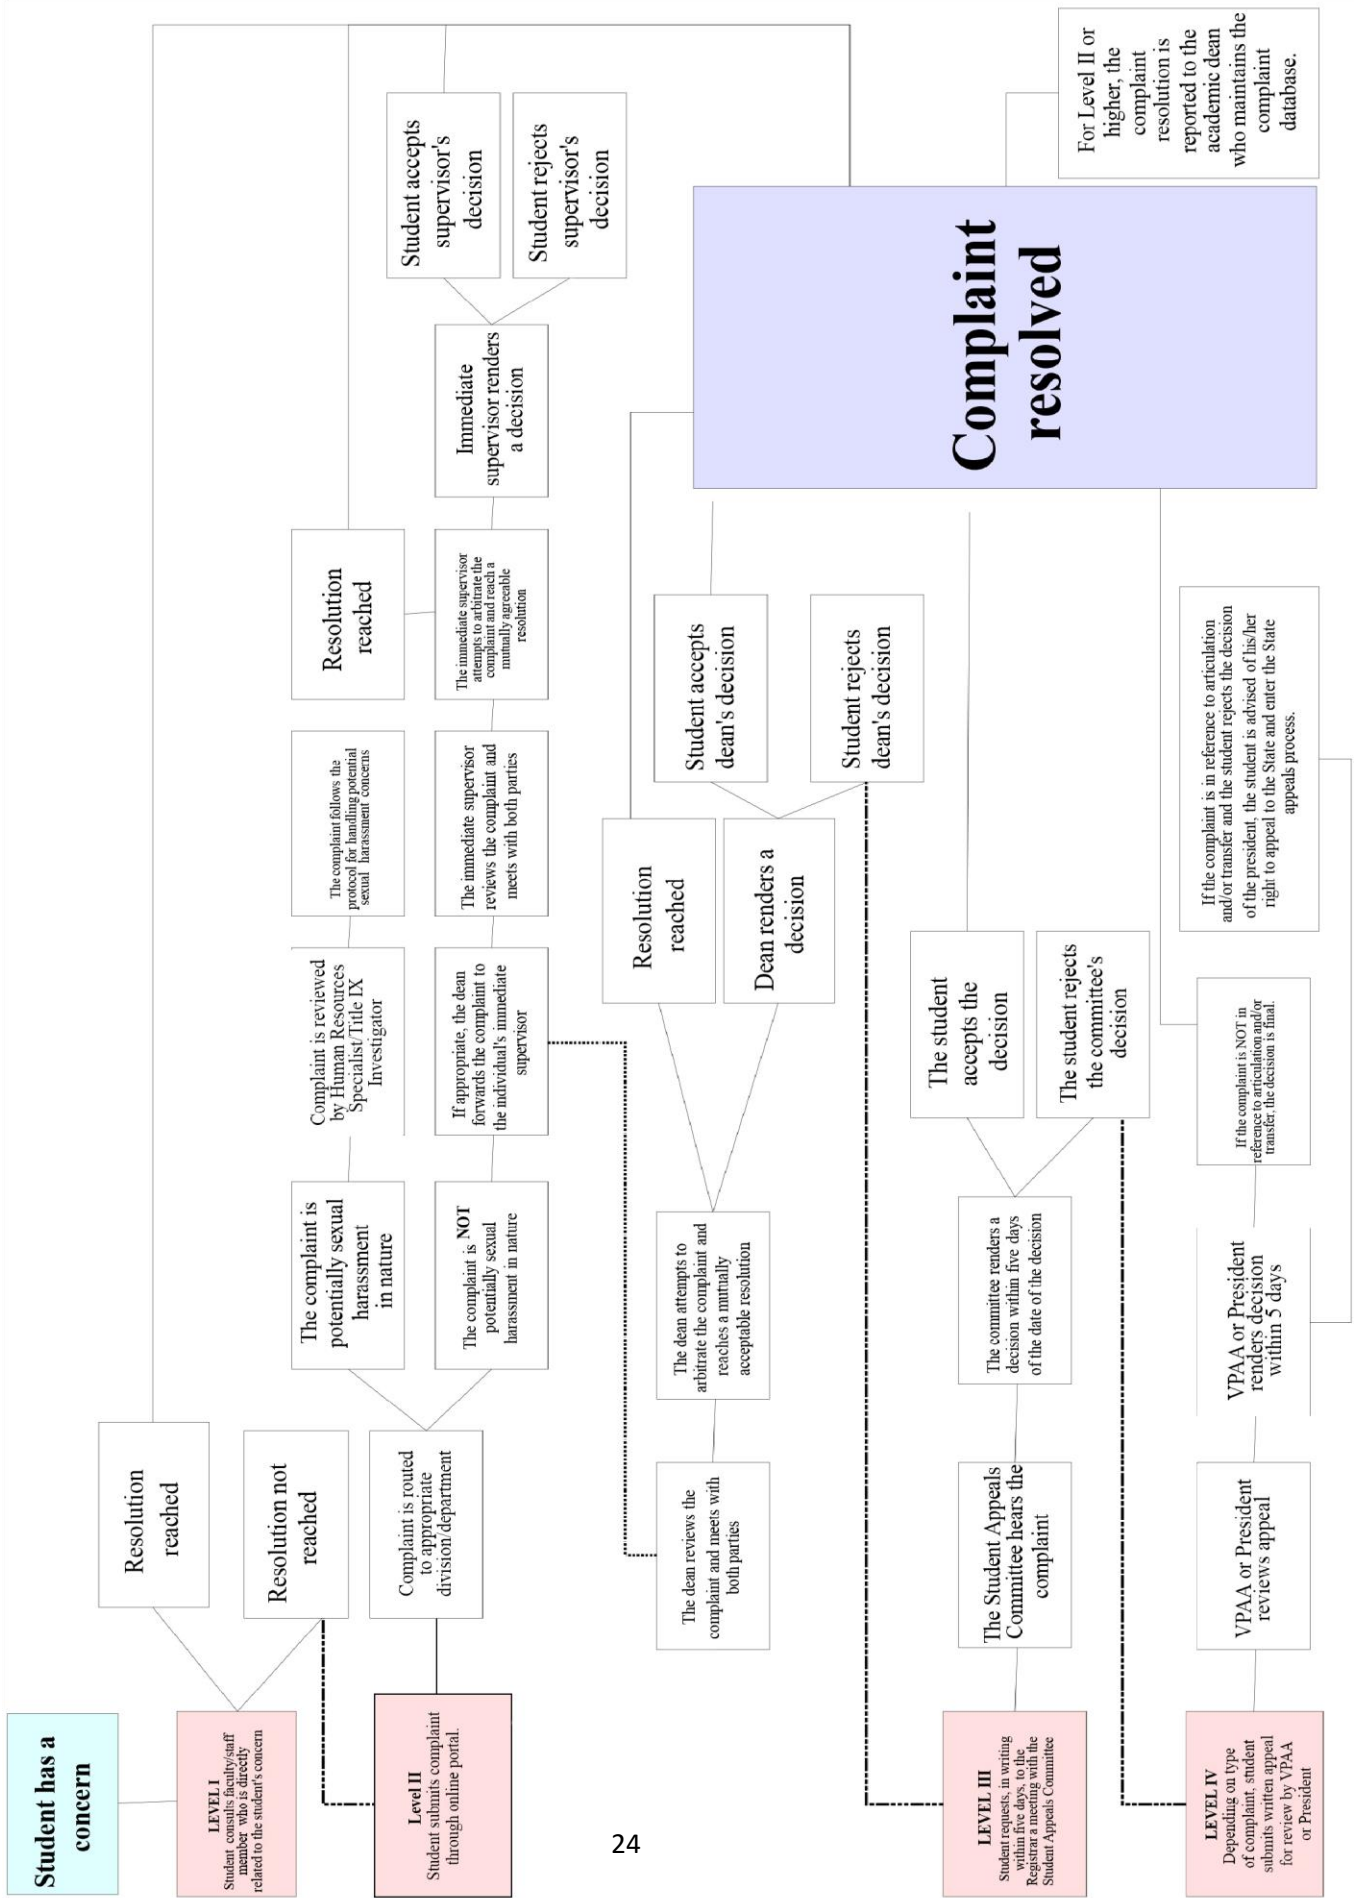 Student has a
concern
LEVEL I
Student consults faculty/staff
member who is directly
related to the student's concern
Resolution
reached
Resolution not
reached
Level II
Student submits complaint
through online portal.
Complaint is routed
to appropriate
division/department
The complaint is
potentially sexual
harassment
in nature
Complaint is reviewed
by Human Resources
Specialist/Title IX
Investigator
The complaint follows the
protocol for handling potential
sexual harassment concerns
Resolution
reached
The complaint is NOT
potentially sexual
harassment in nature
If appropriate, the dean
forwards the complaint to
the individual's immediate
supervisor
The immediate supervisor
reviews the complaint and
meets with both parties
The immediate supervisor
attempts to arbitrate the
complaint and reach a
mutually agreeable
resolution
Immediate
supervisor renders
a decision
Student accepts
supervisor's
decision
Student rejects
supervisor's
decision
The dean reviews the
complaint and meets with
both parties
The dean attempts to
arbitrate the complaint and
reaches a mutually
acceptable resolution
Resolution
reached
Dean renders a
decision
Student accepts
dean's decision
Student rejects
dean's decision
Complaint
resolved
For Level II or
higher, the
complaint
resolution is
reported to the
academic dean
who maintains the
complaint
database.
LEVEL III
Student requests, in writing
within five days, to the
Registrar a meeting with the
Student Appeals Committee
The Student Appeals
Committee hears the
complaint
The committee renders a
decision within five days
of the date of the decision
The student
accepts the
decision
The student rejects
the committee's
decision
LEVEL IV
Depending on type
of complaint, student
submits written appeal
for review by VPAA
or President
VPAA or President
reviews appeal
VPAA or President
renders decision
within 5 days
If the complaint is NOT in
reference to articulation and/or
transfer, the decision is final.
If the complaint is in reference to articulation
and/or transfer and the student rejects the decision
of the president, the student is advised of his/her
right to appeal to the State and enter the State
appeals process.
24